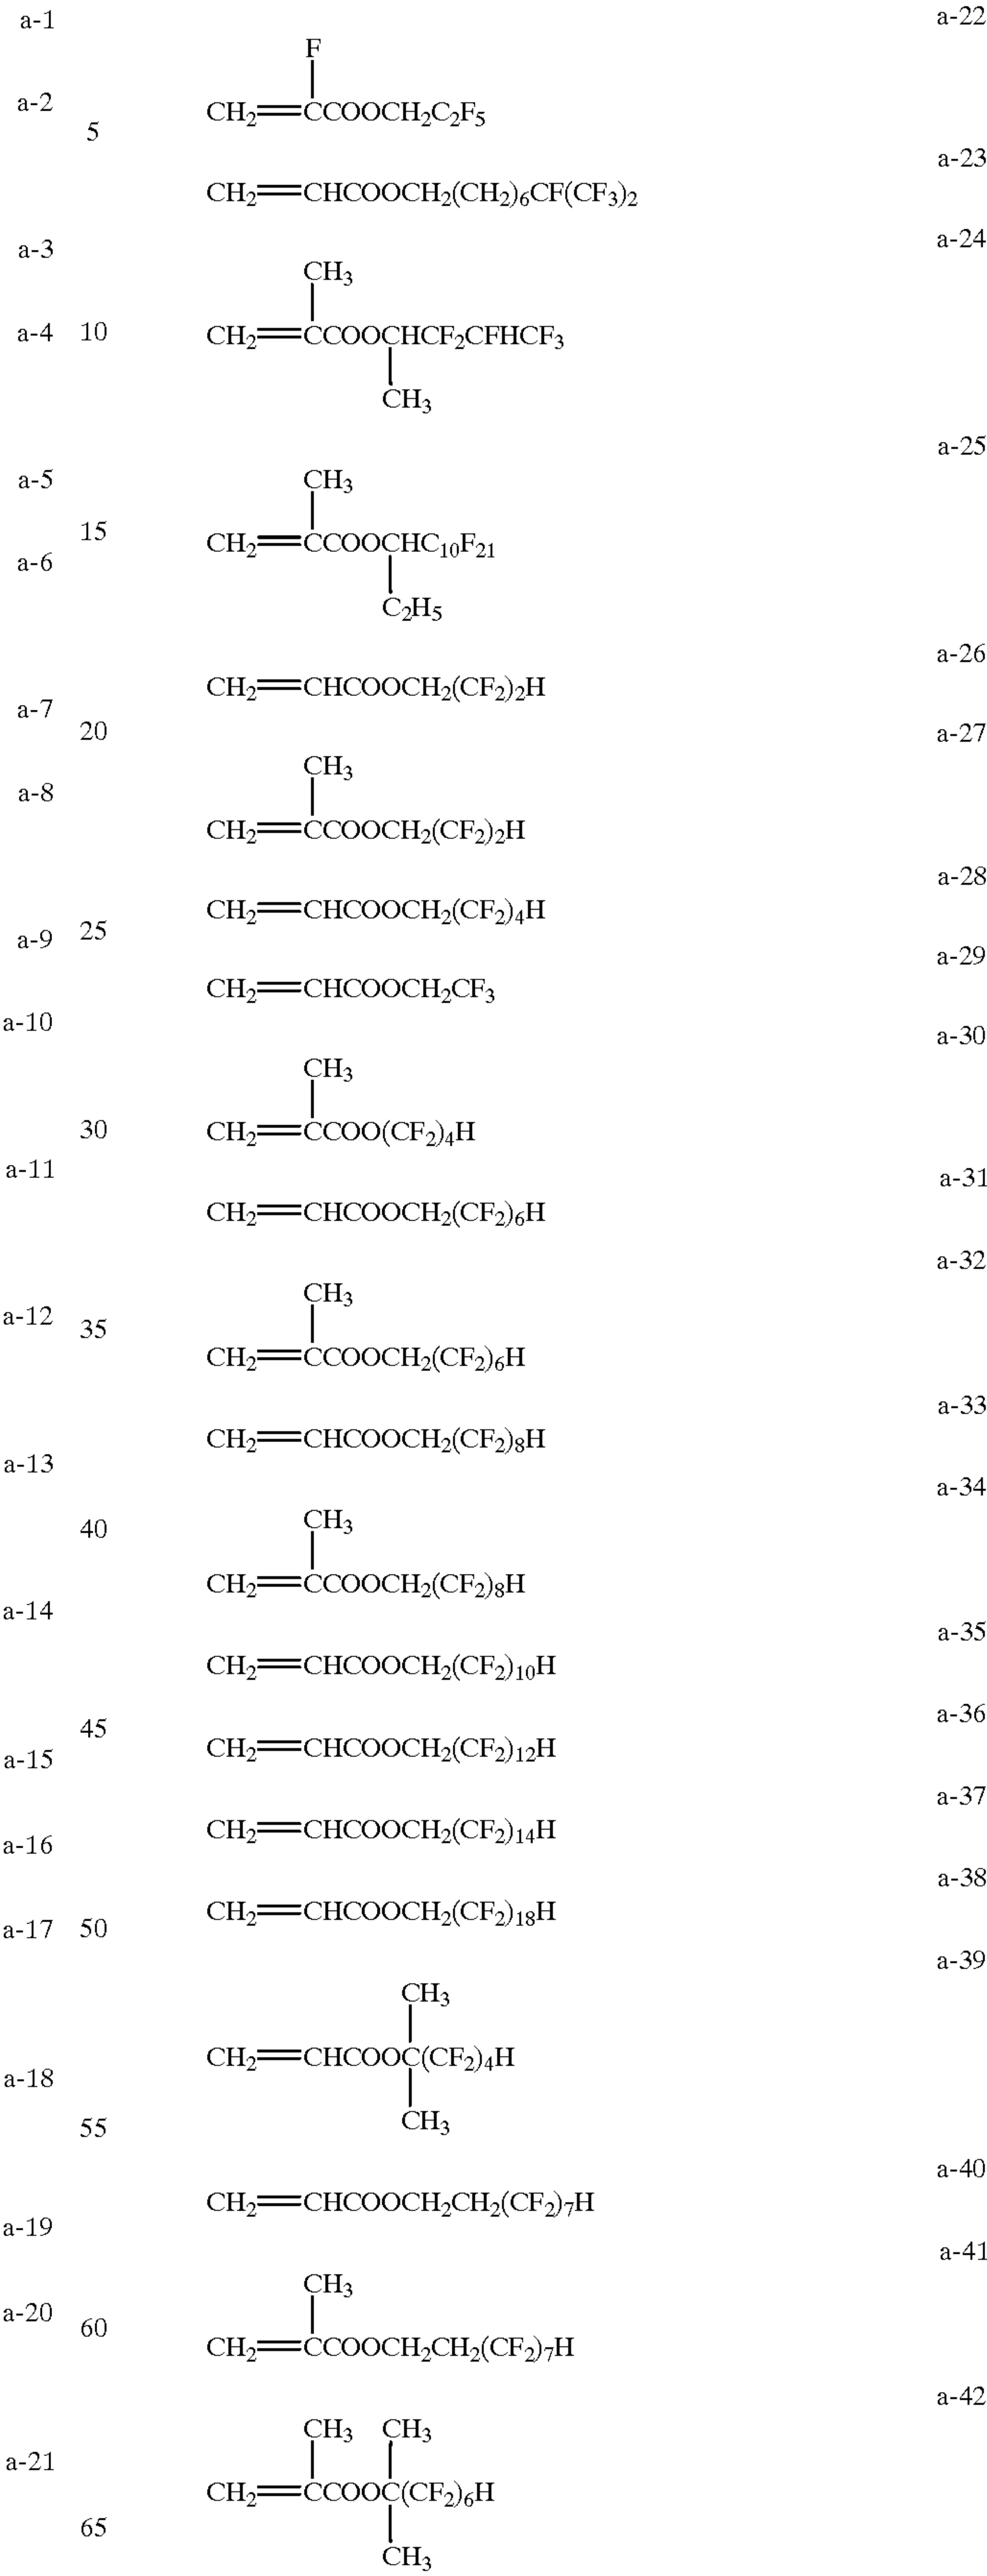 a-1
a-22
F
a-2
CH₂=CCOOCH₂C₂F₅
5
a-23
CH₂=CHCOOCH₂(CH₂)₆CF(CF₃)₂
a-24
a-3
CH₃
a-4 10 CH₂=CCOOCHCF₂CFHCF₃
CH₃
a-25
a-5
CH₃
15
CH₂=CCOOCHC₁₀F₂₁
a-6
C₂H₅
a-26
CH₂=CHCOOCH₂(CF₂)₂H
a-7
20
a-27
CH₃
a-8
CH₂=CCOOCH₂(CF₂)₂H
a-28
CH₂=CHCOOCH₂(CF₂)₄H
25
a-9
a-29
CH₂=CHCOOCH₂CF₃
a-10
a-30
CH₃
30 CH₂=CCOO(CF₂)₄H
a-11
a-31
CH₂=CHCOOCH₂(CF₂)₆H
a-32
CH₃
a-12
35
CH₂=CCOOCH₂(CF₂)₆H
a-33
CH₂=CHCOOCH₂(CF₂)₈H
a-13
a-34
CH₃
40
CH₂=CCOOCH₂(CF₂)₈H
a-14
a-35
CH₂=CHCOOCH₂(CF₂)₁₀H
a-36
45
CH₂=CHCOOCH₂(CF₂)₁₂H
a-15
a-37
CH₂=CHCOOCH₂(CF₂)₁₄H
a-16
a-38
CH₂=CHCOOCH₂(CF₂)₁₈H
a-17 50
a-39
CH₃
CH₂=CHCOOC(CF₂)₄H
a-18
CH₃
55
a-40
CH₂=CHCOOCH₂CH₂(CF₂)₇H
a-19
a-41
CH₃
a-20
60
CH₂=CCOOCH₂CH₂(CF₂)₇H
a-42
CH₃ CH₃
a-21
CH₂=CCOOC(CF₂)₆H
65
CH₃